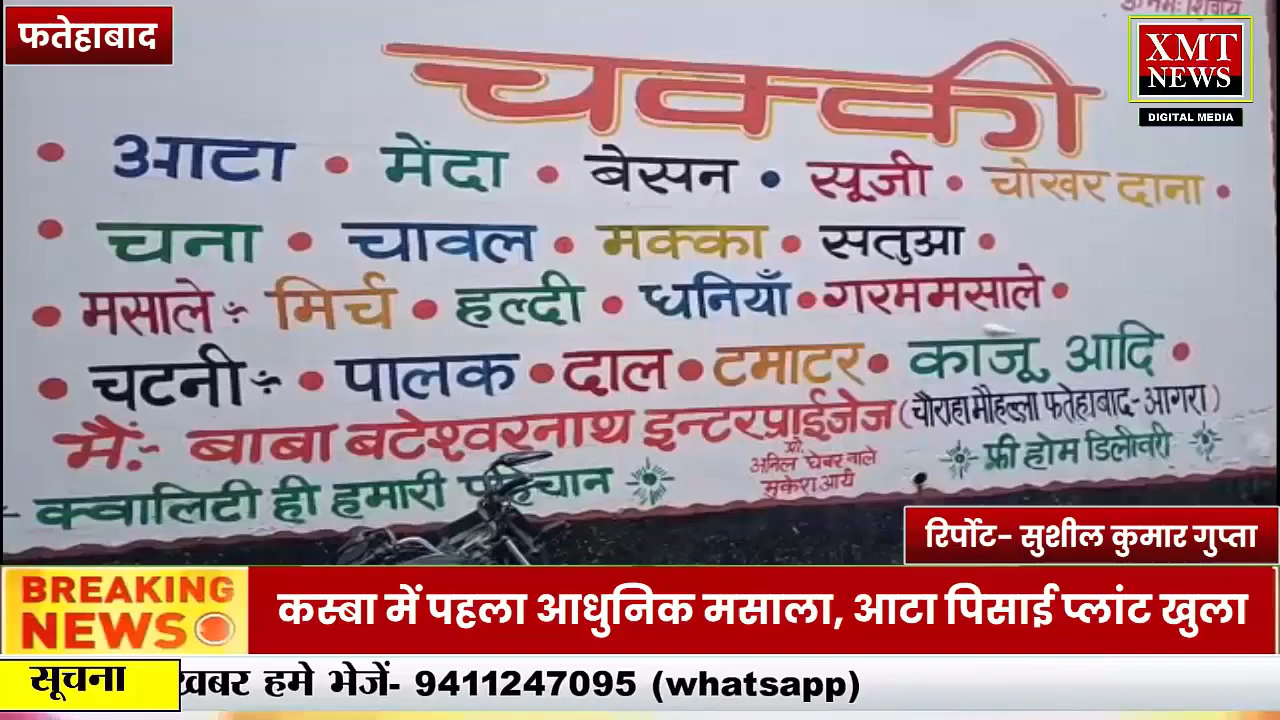 ॐ नमः शिवाय
फतेहाबाद
XMT
NEWS
DIGITAL MEDIA
चक्की
• आटा • मेंदा • बेसन • सूजी • चोखर दाना •
• चना • चावल • मक्का • सतुआ •
• मसाले ÷ मिर्च • हल्दी • धनियाँ • गरममसाले •
• चटनी ÷ • पालक • दाल • टमाटर • काजू आदि •
मैं:- बाबा बटेश्वरनाथ इन्टरप्राईजेज (चौराहा मौहल्ला फतेहाबाद-आगरा)
क्वालिटी ही हमारी पहचान
प्रो.
अनिल घेबर वाले
फ्री होम डिलीवरी
रिर्पोट- सुशील कुमार गुप्ता
BREAKING
NEWS
कस्बा में पहला आधुनिक मसाला, आटा पिसाई प्लांट खुला
सूचना
खबर हमे भेजें- 9411247095 (whatsapp)